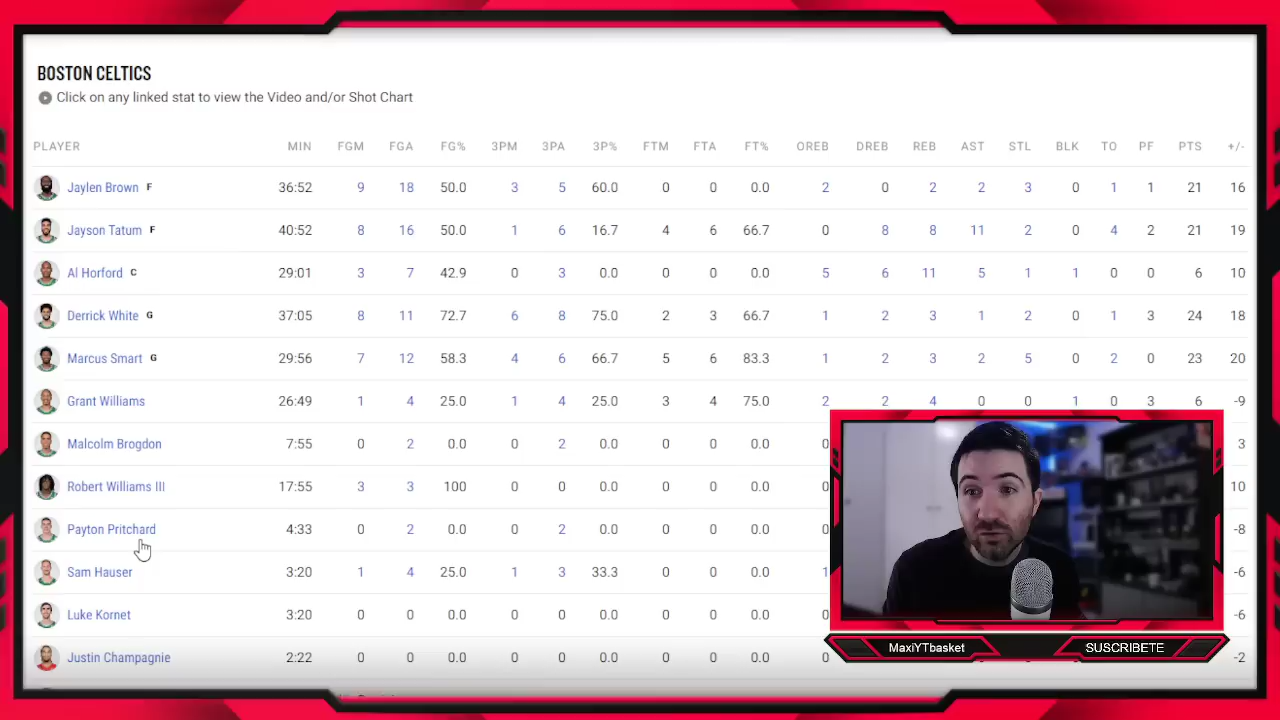 BOSTON CELTICS
Click on any linked stat to view the Video and/or Shot Chart
PLAYER MIN FGM FGA FG% 3PM 3PA 3P% FTM FTA FT% OREB DREB REB AST STL BLK TO PF PTS +/-
Jaylen Brown F 36:52 9 18 50.0 3 5 60.0 0 0 0.0 2 0 2 2 3 0 1 1 21 16
Jayson Tatum F 40:52 8 16 50.0 1 6 16.7 4 6 66.7 0 8 8 11 2 0 4 2 21 19
Al Horford C 29:01 3 7 42.9 0 3 0.0 0 0 0.0 5 6 11 5 1 1 0 0 6 10
Derrick White G 37:05 8 11 72.7 6 8 75.0 2 3 66.7 1 2 3 1 2 0 1 3 24 18
Marcus Smart G 29:56 7 12 58.3 4 6 66.7 5 6 83.3 1 2 3 2 5 0 2 0 23 20
Grant Williams 26:49 1 4 25.0 1 4 25.0 3 4 75.0 2 2 4 0 0 1 0 3 6 -9
Malcolm Brogdon 7:55 0 2 0.0 0 2 0.0 0 0 0.0 0 3
Robert Williams III 17:55 3 3 100 0 0 0.0 0 0 0.0 0 10
Payton Pritchard 4:33 0 2 0.0 0 2 0.0 0 0 0.0 0 -8
Sam Hauser 3:20 1 4 25.0 1 3 33.3 0 0 0.0 1 -6
Luke Kornet 3:20 0 0 0.0 0 0 0.0 0 0 0.0 0 -6
Justin Champagnie 2:22 0 0 0.0 0 0 0.0 0 0 0.0 0 -2
MaxiYTbasket
SUSCRIBETE